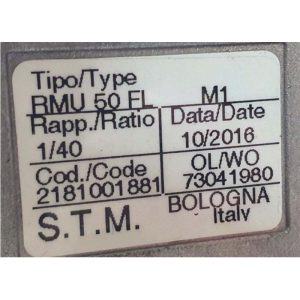 Tipo/Type
RMU 50 FL M1
Rapp./Ratio Data/Date
1/40 10/2016
Cod./Code OL/WO
2181001881 73041980
S.T.M. BOLOGNA
Italy